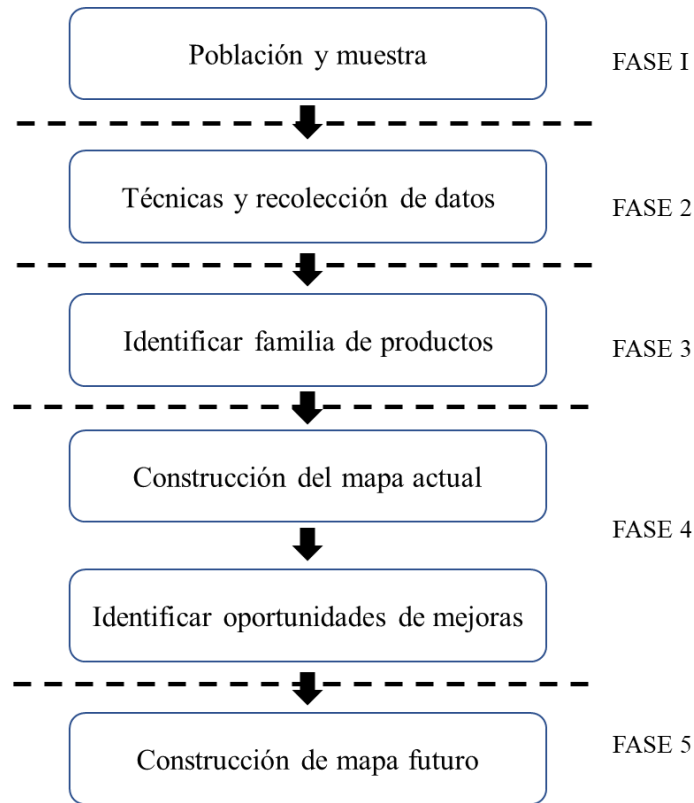 Población y muestra
FASE I
Técnicas y recolección de datos
FASE 2
Identificar familia de productos
FASE 3
Construcción del mapa actual
FASE 4
Identificar oportunidades de mejoras
Construcción de mapa futuro
FASE 5